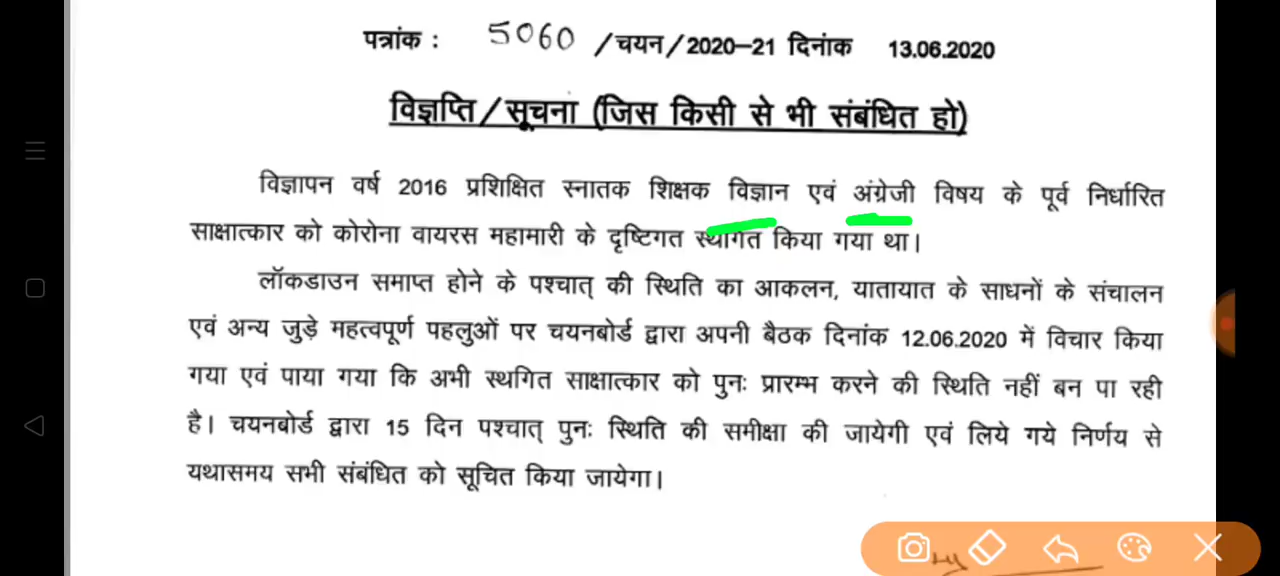 पत्रांक : 5060 /चयन/2020-21 दिनांक 13.06.2020
विज्ञप्ति/सूचना (जिस किसी से भी संबंधित हो)
विज्ञापन वर्ष 2016 प्रशिक्षित स्नातक शिक्षक विज्ञान एवं अंग्रेजी विषय के पूर्व निर्धारित
साक्षात्कार को कोरोना वायरस महामारी के दृष्टिगत स्थगित किया गया था।
लॉकडाउन समाप्त होने के पश्चात् की स्थिति का आकलन, यातायात के साधनों के संचालन
एवं अन्य जुड़े महत्वपूर्ण पहलुओं पर चयनबोर्ड द्वारा अपनी बैठक दिनांक 12.06.2020 में विचार किया
गया एवं पाया गया कि अभी स्थगित साक्षात्कार को पुनः प्रारम्भ करने की स्थिति नहीं बन पा रही
है। चयनबोर्ड द्वारा 15 दिन पश्चात् पुनः स्थिति की समीक्षा की जायेगी एवं लिये गये निर्णय से
यथासमय सभी संबंधित को सूचित किया जायेगा।